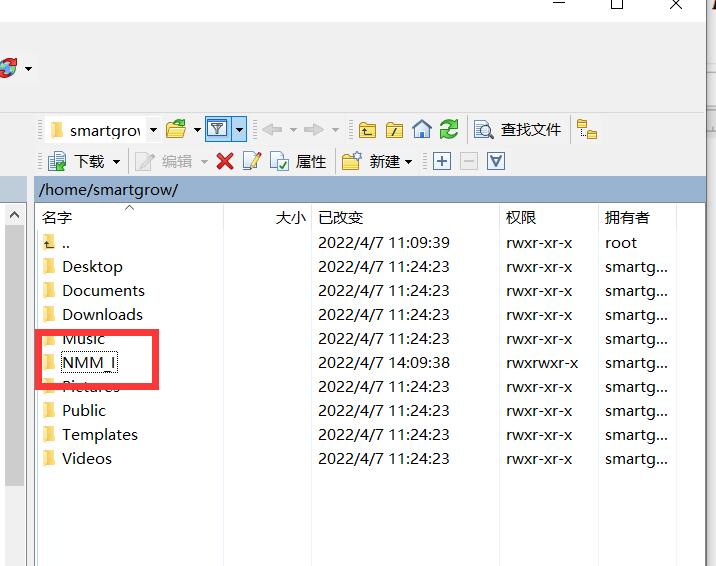 smartgrov 查找文件
下载 编辑 属性 新建
/home/smartgrow/
名字 大小 已改变 权限 拥有者
.. 2022/4/7 11:09:39 rwxr-xr-x root
Desktop 2022/4/7 11:24:23 rwxr-xr-x smartg...
Documents 2022/4/7 11:24:23 rwxr-xr-x smartg...
Downloads 2022/4/7 11:24:23 rwxr-xr-x smartg...
Music 2022/4/7 11:24:23 rwxr-xr-x smartg...
NMM_I 2022/4/7 14:09:38 rwxrwxr-x smartg...
Pictures 2022/4/7 11:24:23 rwxr-xr-x smartg...
Public 2022/4/7 11:24:23 rwxr-xr-x smartg...
Templates 2022/4/7 11:24:23 rwxr-xr-x smartg...
Videos 2022/4/7 11:24:23 rwxr-xr-x smartg...